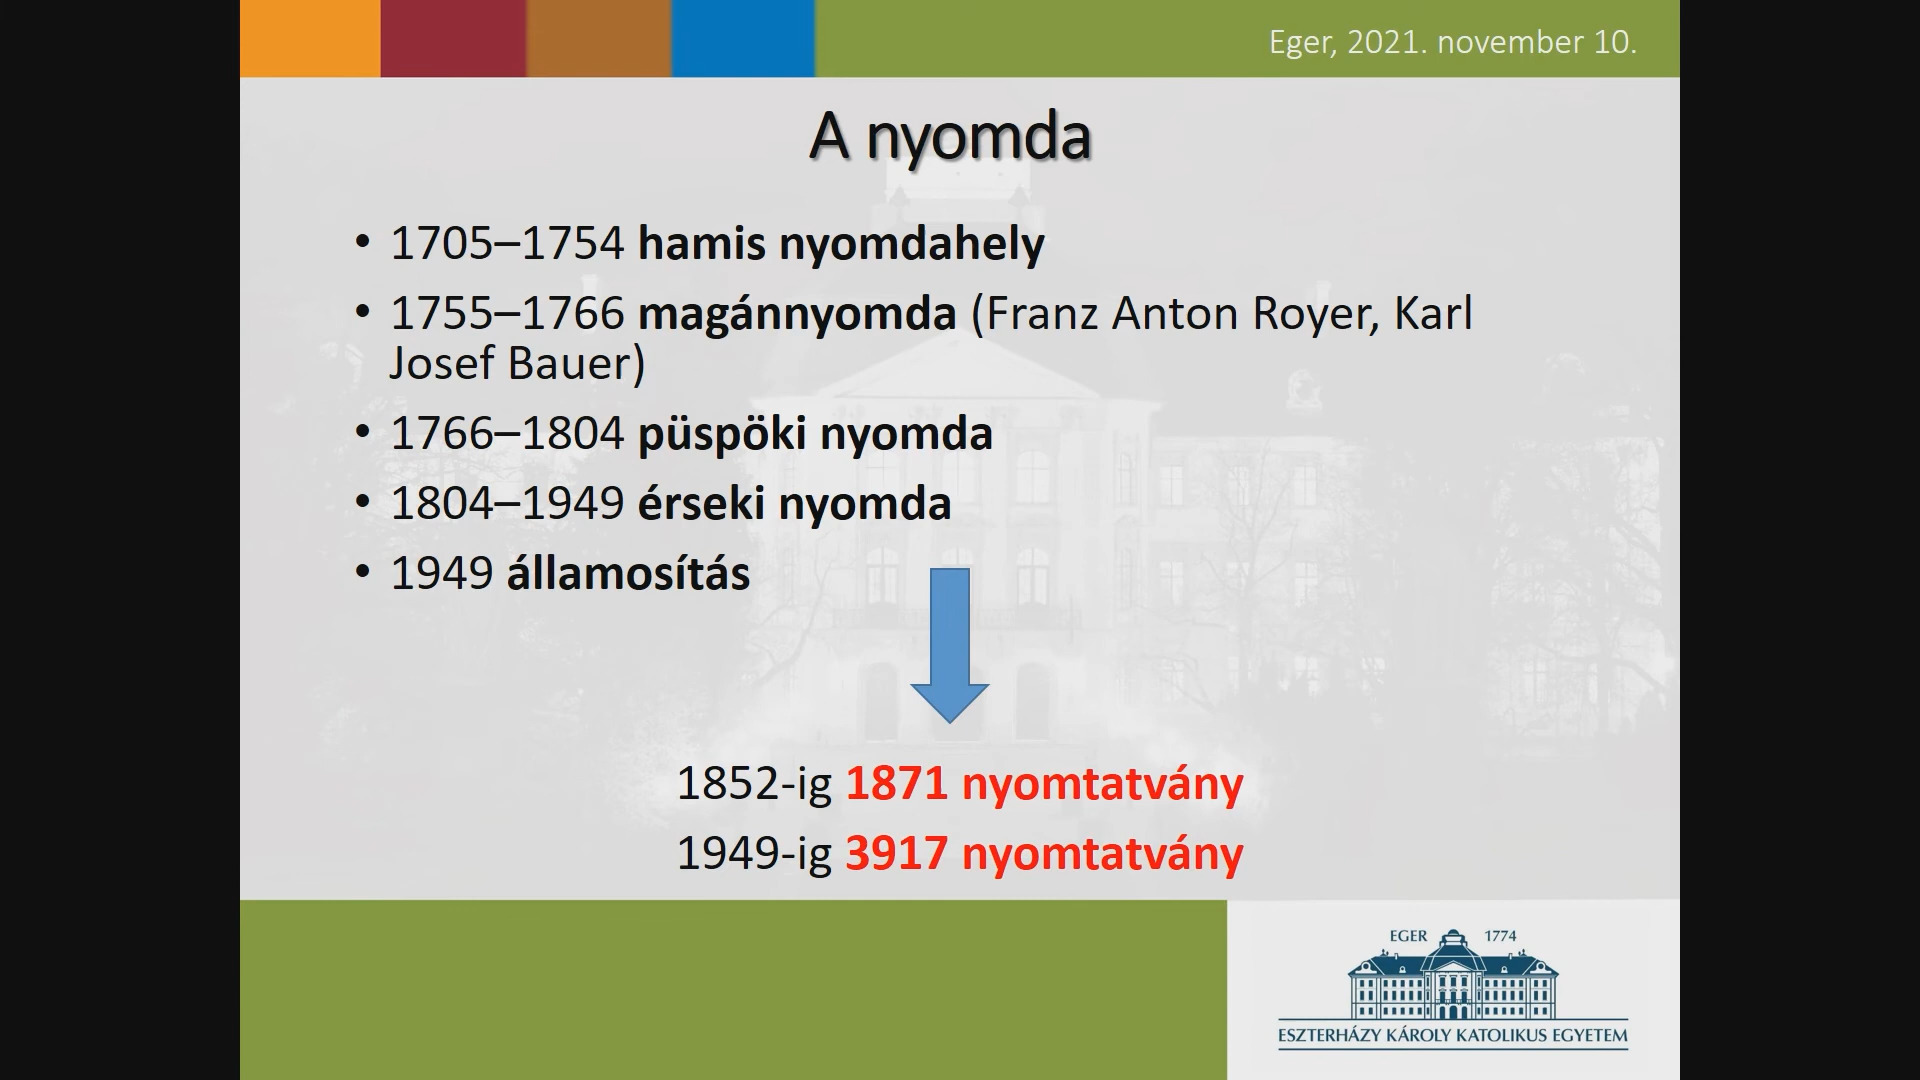 Eger, 2021. november 10.
A nyomda
• 1705–1754 hamis nyomdahely
• 1755–1766 magánnyomda (Franz Anton Royer, Karl
Josef Bauer)
• 1766–1804 püspöki nyomda
• 1804–1949 érseki nyomda
• 1949 államosítás
1852-ig 1871 nyomtatvány
1949-ig 3917 nyomtatvány
EGER 1774
ESZTERHÁZY KÁROLY KATOLIKUS EGYETEM